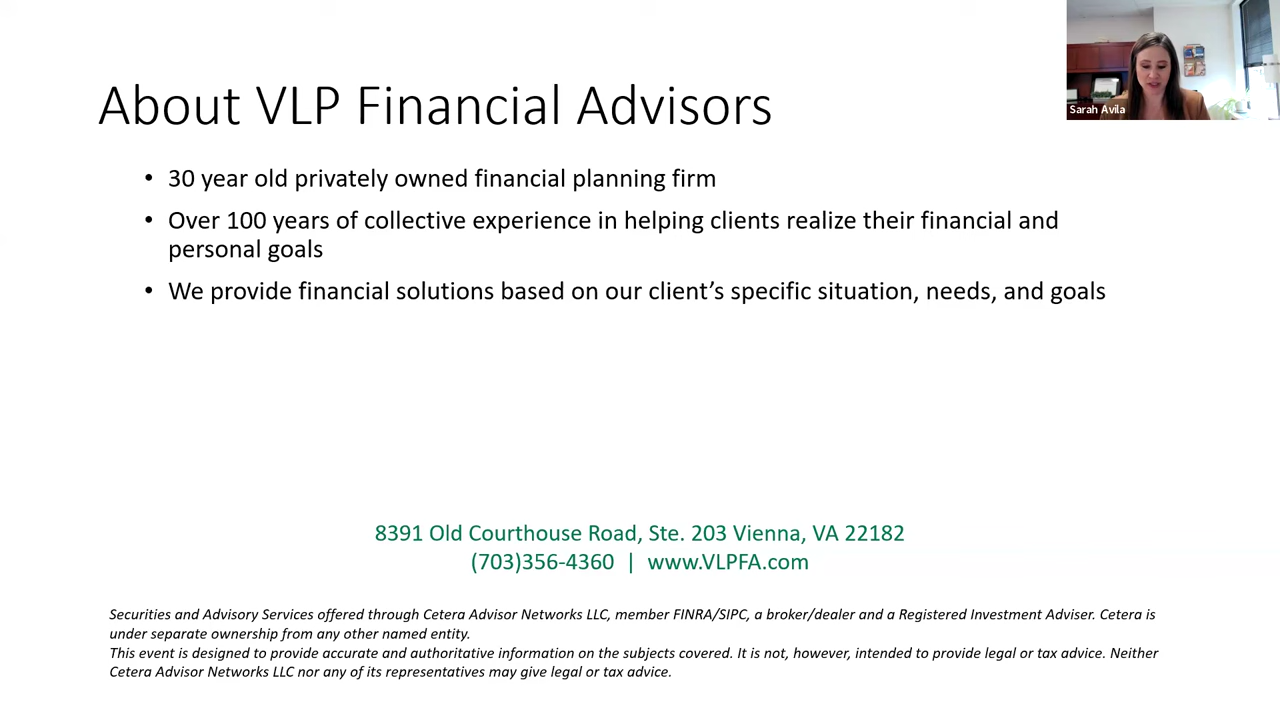 About VLP Financial Advisors
Sarah Avila
• 30 year old privately owned financial planning firm
• Over 100 years of collective experience in helping clients realize their financial and
personal goals
• We provide financial solutions based on our client’s specific situation, needs, and goals
8391 Old Courthouse Road, Ste. 203 Vienna, VA 22182
(703)356-4360 | www.VLPFA.com
Securities and Advisory Services offered through Cetera Advisor Networks LLC, member FINRA/SIPC, a broker/dealer and a Registered Investment Adviser. Cetera is
under separate ownership from any other named entity.
This event is designed to provide accurate and authoritative information on the subjects covered. It is not, however, intended to provide legal or tax advice. Neither
Cetera Advisor Networks LLC nor any of its representatives may give legal or tax advice.